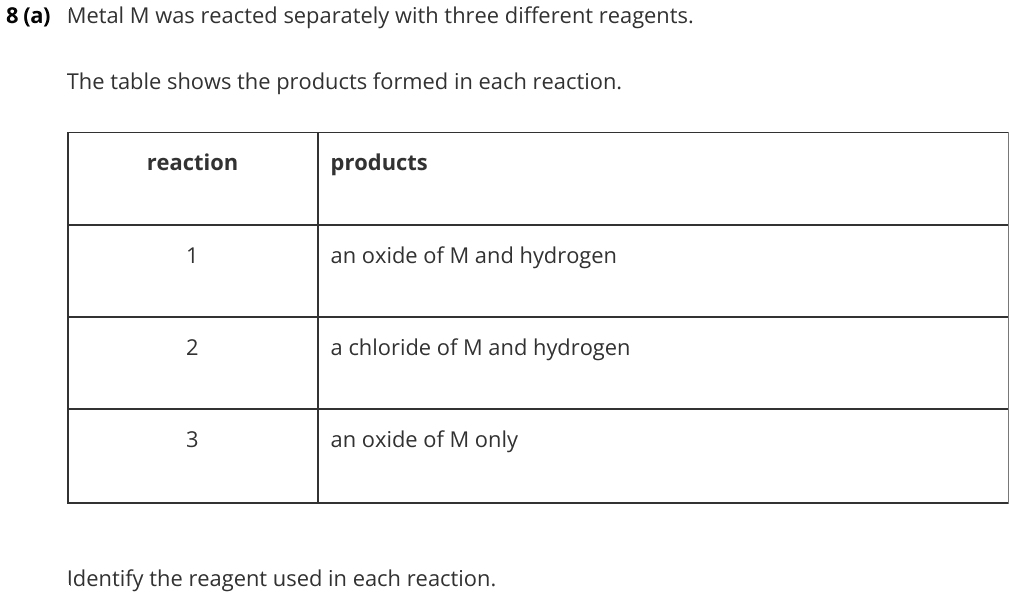 8 (a) Metal M was reacted separately with three different reagents.
The table shows the products formed in each reaction.
reaction products
1 an oxide of M and hydrogen
2 a chloride of M and hydrogen
3 an oxide of M only
Identify the reagent used in each reaction.